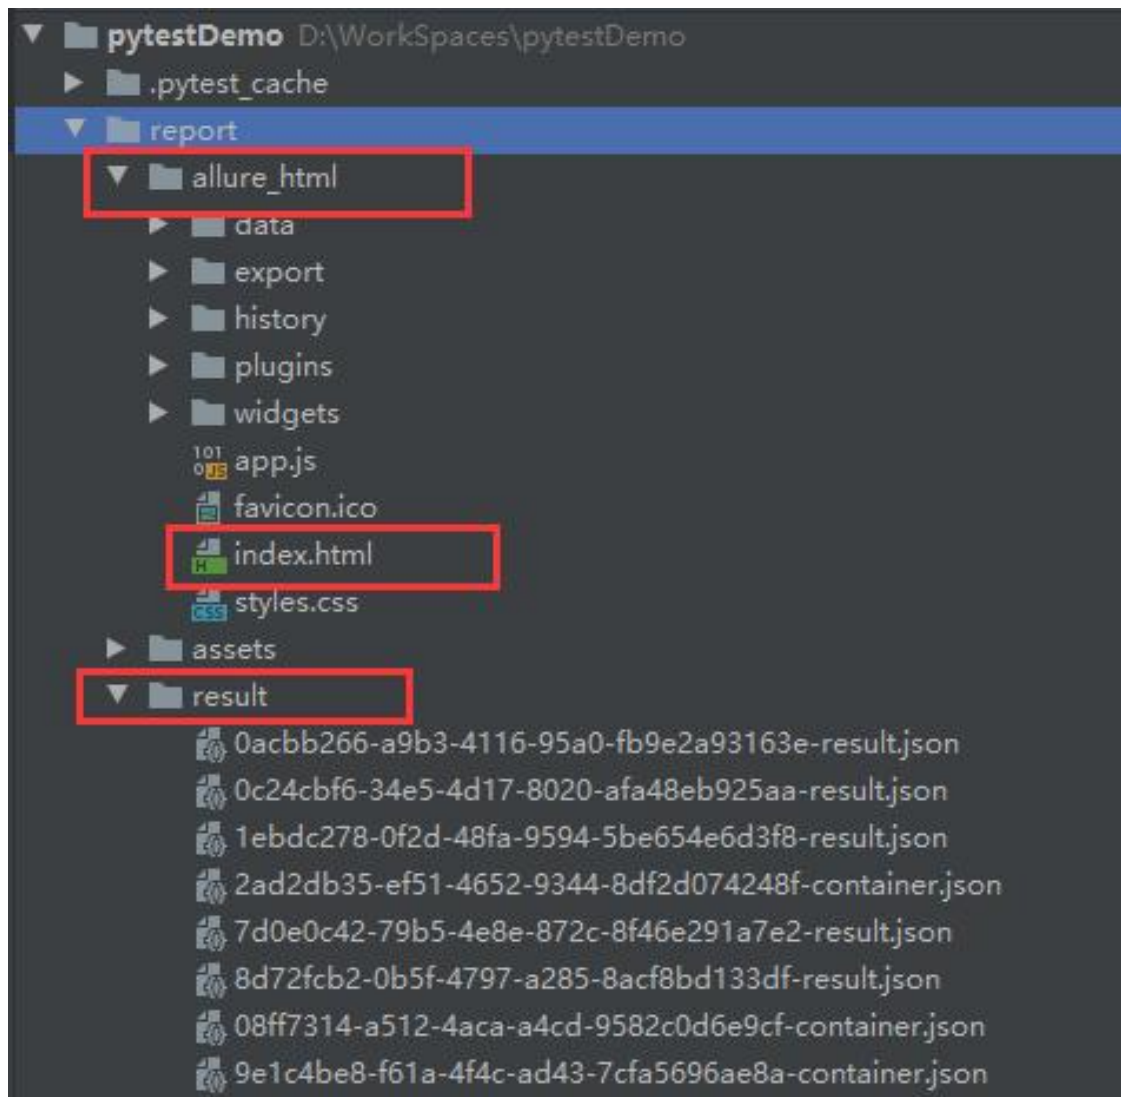 pytestDemo D:\WorkSpaces\pytestDemo
.pytest_cache
report
allure_html
data
export
history
plugins
widgets
app.js
favicon.ico
index.html
styles.css
assets
result
0acbb266-a9b3-4116-95a0-fb9e2a93163e-result.json
0c24cbf6-34e5-4d17-8020-afa48eb925aa-result.json
1ebdc278-0f2d-48fa-9594-5be654e6d3f8-result.json
2ad2db35-ef51-4652-9344-8df2d074248f-container.json
7d0e0c42-79b5-4e8e-872c-8f46e291a7e2-result.json
8d72fcb2-0b5f-4797-a285-8acf8bd133df-result.json
08ff7314-a512-4aca-a4cd-9582c0d6e9cf-container.json
9e1c4be8-f61a-4f4c-ad43-7cfa5696ae8a-container.json